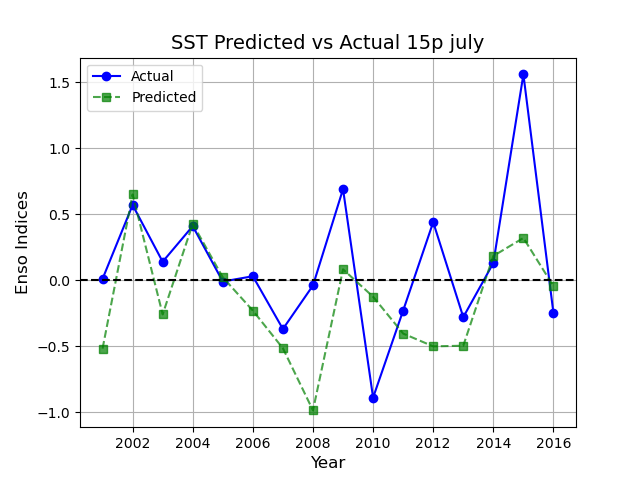 SST Predicted vs Actual 15p july
Actual
Predicted
Enso Indices
1.5
1.0
0.5
0.0
−0.5
−1.0
2002 2004 2006 2008 2010 2012 2014 2016
Year